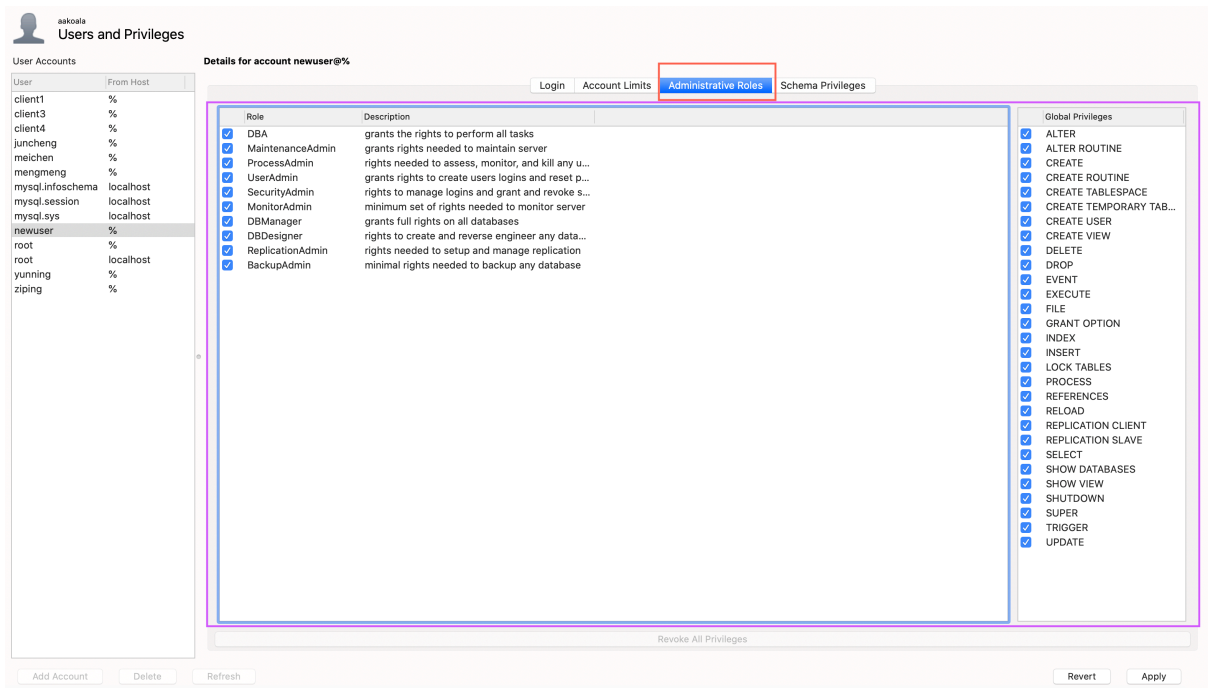 aakoala
Users and Privileges
User Accounts
Details for account newuser@%
User From Host
client1 %
client3 %
client4 %
juncheng %
meichen %
mengmeng %
mysql.infoschema localhost
mysql.session localhost
mysql.sys localhost
newuser %
root %
root localhost
yunning %
ziping %
Login Account Limits Administrative Roles Schema Privileges
Role Description
DBA grants the rights to perform all tasks
MaintenanceAdmin grants rights needed to maintain server
ProcessAdmin rights needed to assess, monitor, and kill any u...
UserAdmin grants rights to create users logins and reset p...
SecurityAdmin rights to manage logins and grant and revoke s...
MonitorAdmin minimum set of rights needed to monitor server
DBManager grants full rights on all databases
DBDesigner rights to create and reverse engineer any data...
ReplicationAdmin rights needed to setup and manage replication
BackupAdmin minimal rights needed to backup any database
Global Privileges
ALTER
ALTER ROUTINE
CREATE
CREATE ROUTINE
CREATE TABLESPACE
CREATE TEMPORARY TAB...
CREATE USER
CREATE VIEW
DELETE
DROP
EVENT
EXECUTE
FILE
GRANT OPTION
INDEX
INSERT
LOCK TABLES
PROCESS
REFERENCES
RELOAD
REPLICATION CLIENT
REPLICATION SLAVE
SELECT
SHOW DATABASES
SHOW VIEW
SHUTDOWN
SUPER
TRIGGER
UPDATE
Revoke All Privileges
Add Account Delete Refresh Revert Apply